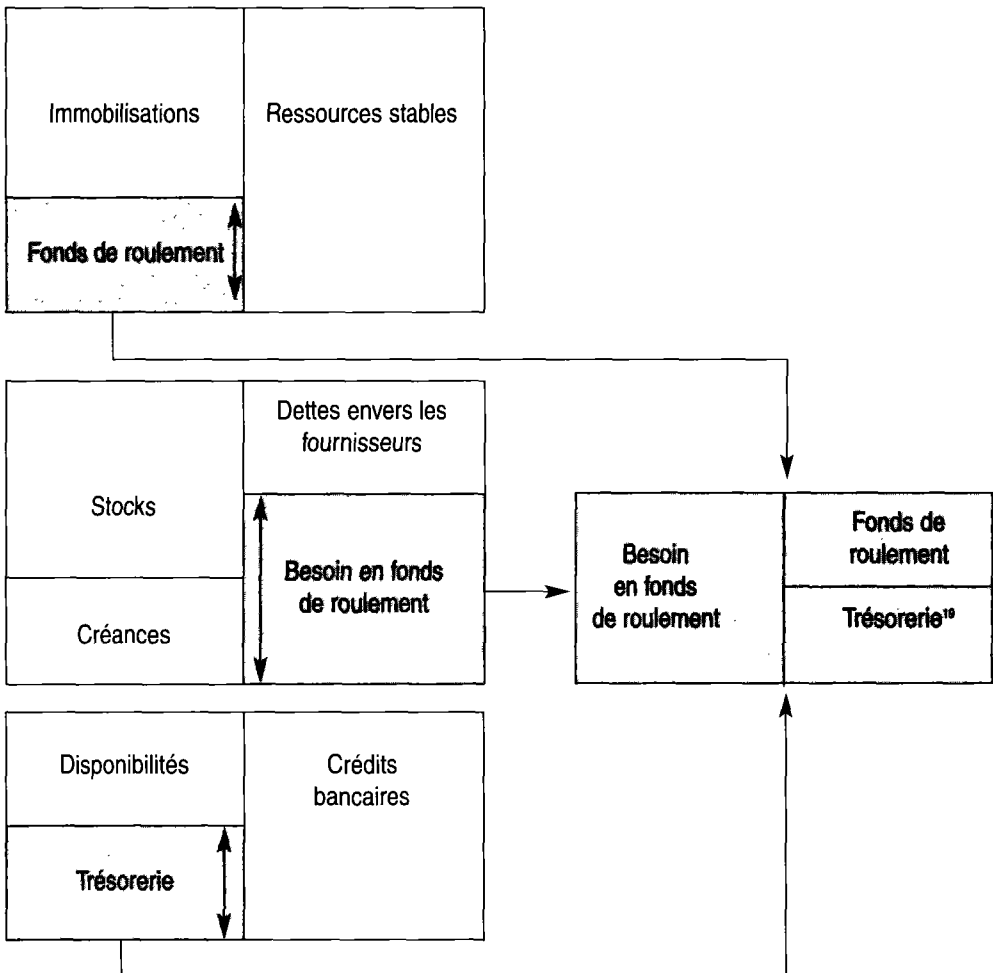 Immobilisations
Ressources stables
Fonds de roulement
Dettes envers les
fournisseurs
Stocks
Besoin en fonds
de roulement
Créances
Besoin
en fonds
de roulement
Fonds de
roulement
Trésorerie¹⁹
Disponibilités
Crédits
bancaires
Trésorerie